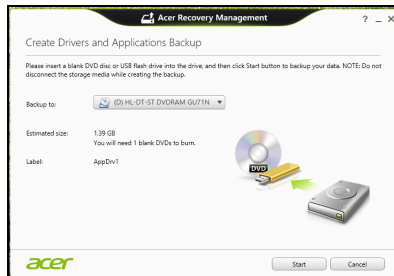 Acer Recovery Management
? _ X
Create Drivers and Applications Backup
Please insert a blank DVD disc or USB flash drive into the drive, and then click Start button to backup your data. NOTE: Do not
disconnect the storage media while creating the backup.
Backup to: (D) HL-DT-ST DVDRAM GU71N
Estimated size: 1.39 GB
You will need 1 blank DVDs to burn.
Label: AppDrv1
DVD
acer
Start Cancel